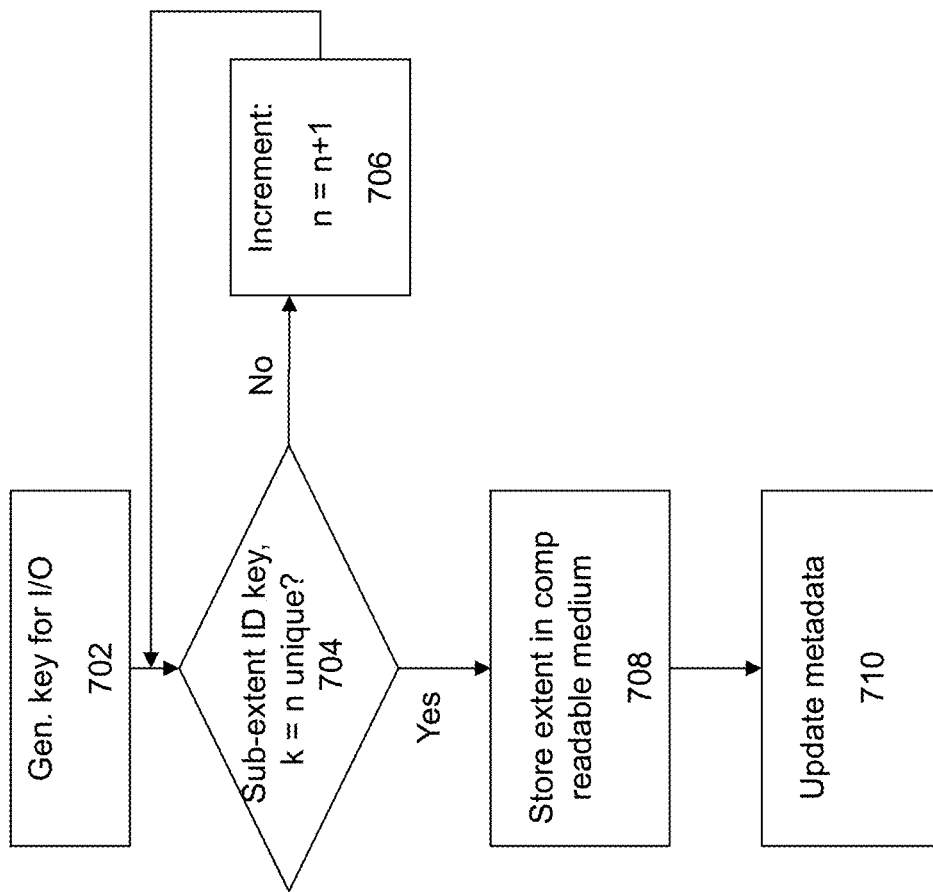 Gen. key for I/O
702
Sub-extent ID key,
k = n unique?
704
No
Increment:
n = n+1
706
Yes
Store extent in comp
readable medium
708
Update metadata
710